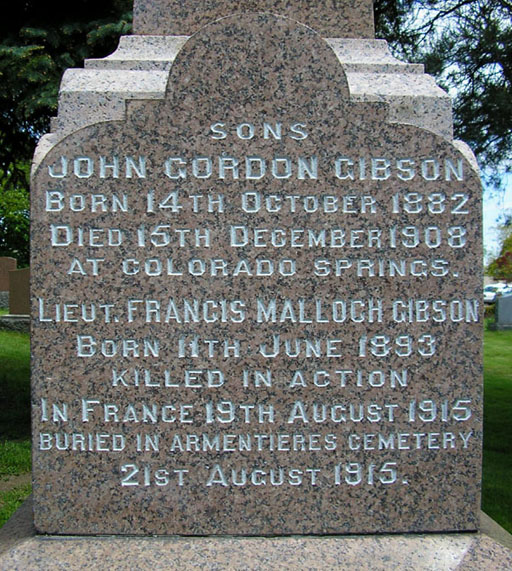 SONS
JOHN GORDON GIBSON
BORN 14TH OCTOBER 1882
DIED 15TH DECEMBER 1908
AT COLORADO SPRINGS.
LIEUT. FRANCIS MALLOCH GIBSON
BORN 11TH JUNE 1893
KILLED IN ACTION
IN FRANCE 19TH AUGUST 1915
BURIED IN ARMENTIERES CEMETERY
21ST AUGUST 1915.